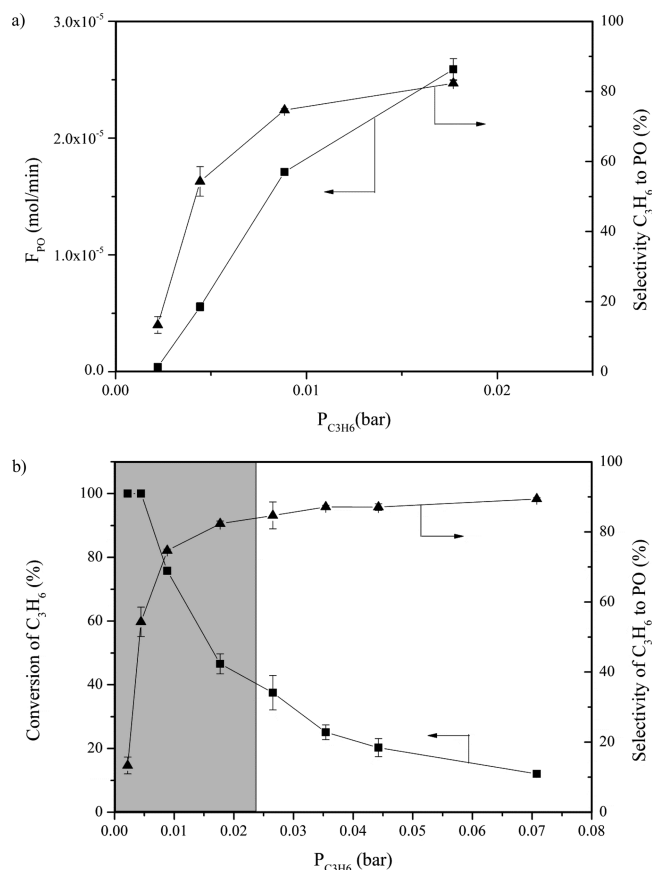 a)
3.0x10⁻⁵
2.0x10⁻⁵
1.0x10⁻⁵
0.0
F_PO (mol/min)
100
80
60
40
20
0
Selectivity C₃H₆ to PO (%)
0.00
0.01
0.02
P_C3H6(bar)
b)
100
80
60
40
20
0
Conversion of C₃H₆ (%)
100
80
60
40
20
0
Selectivity of C₃H₆ to PO (%)
0.00 0.01 0.02 0.03 0.04 0.05 0.06 0.07 0.08
P_C3H6 (bar)